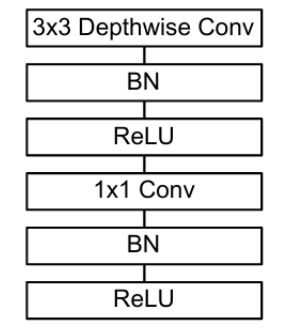 3x3 Depthwise Conv
BN
ReLU
1x1 Conv
BN
ReLU